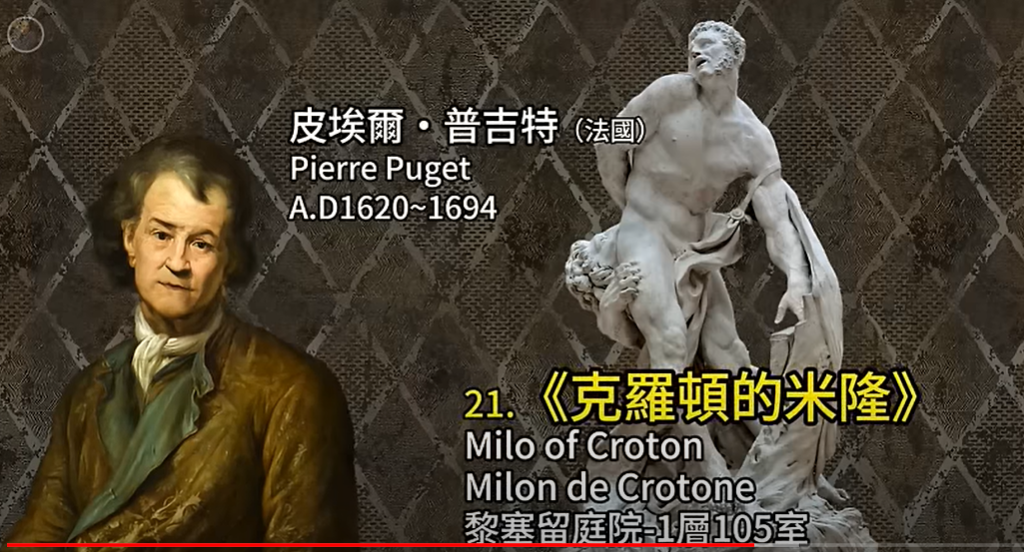 皮埃爾·普吉特（法國）
Pierre Puget
A.D1620~1694
21.《克羅頓的米隆》
Milo of Croton
Milon de Crotone
黎塞留庭院-1層105室